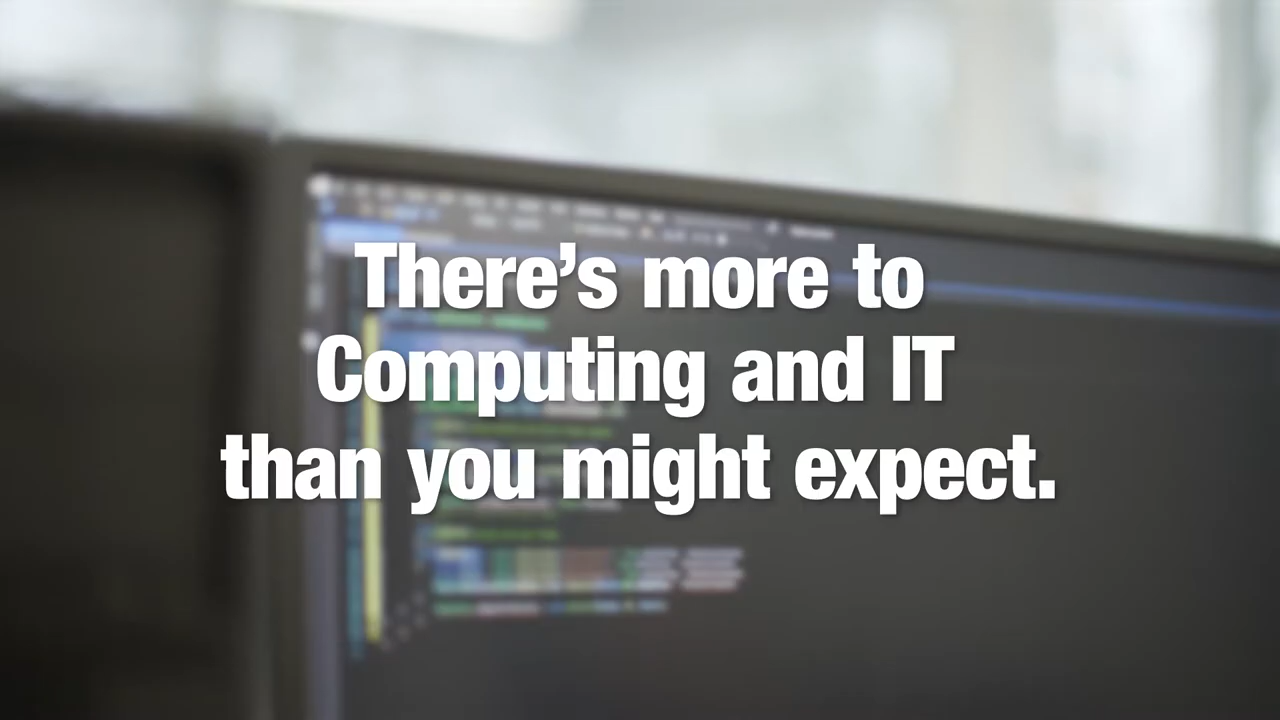 There’s more to
Computing and IT
than you might expect.